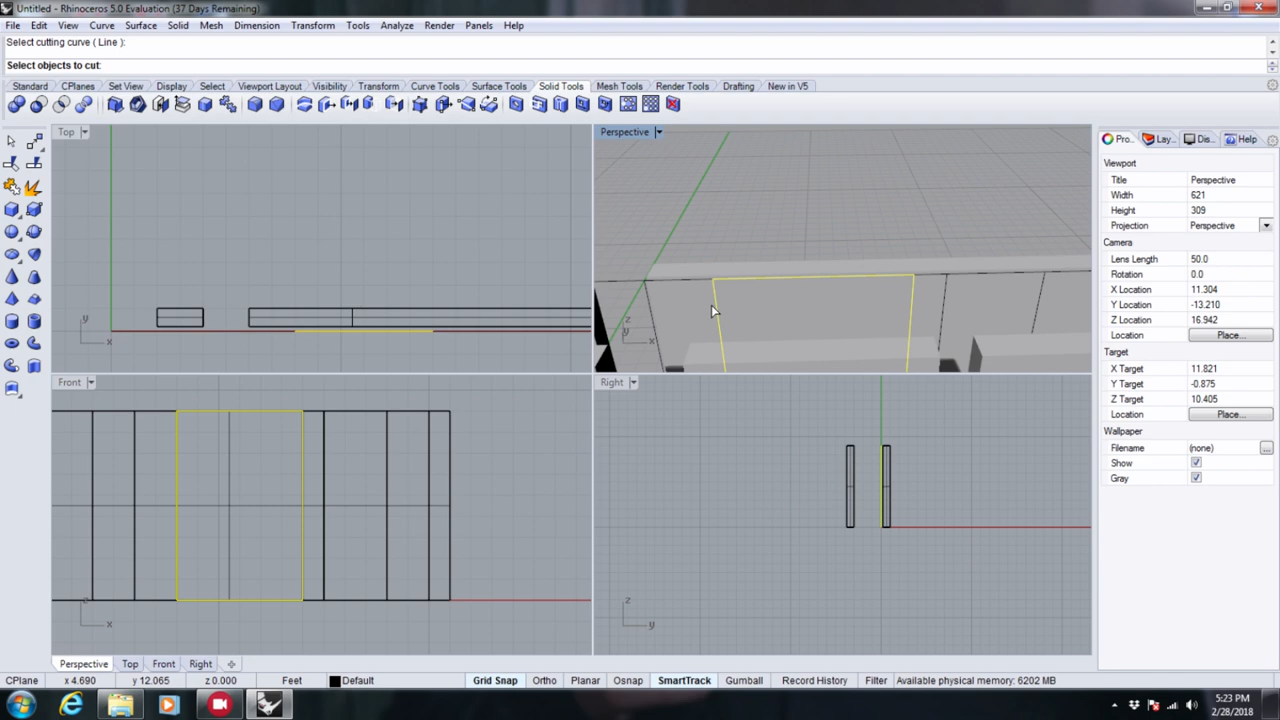 Untitled - Rhinoceros 5.0 Evaluation (37 Days Remaining)
File Edit View Curve Surface Solid Mesh Dimension Transform Tools Analyze Render Panels Help
Select cutting curve ( Line ):
Select objects to cut:
Standard CPlanes Set View Display Select Viewport Layout Visibility Transform Curve Tools Surface Tools Solid Tools Mesh Tools Render Tools Drafting New in V5
Top
Perspective
Pro... Lay... Dis... Help
Viewport
Title Perspective
Width 621
Height 309
Projection Perspective
Camera
Lens Length 50.0
Rotation 0.0
X Location 11.304
Y Location -13.210
Z Location 16.942
Location Place...
Target
X Target 11.821
Y Target -0.875
Z Target 10.405
Location Place...
Wallpaper
Filename (none) ...
Show
Gray
y
x
z
x
Front
Right
z
x
z
y
Perspective Top Front Right
CPlane x 4.690 y 12.065 z 0.000 Feet Default Grid Snap Ortho Planar Osnap SmartTrack Gumball Record History Filter Available physical memory: 6202 MB
5:23 PM
2/28/2018